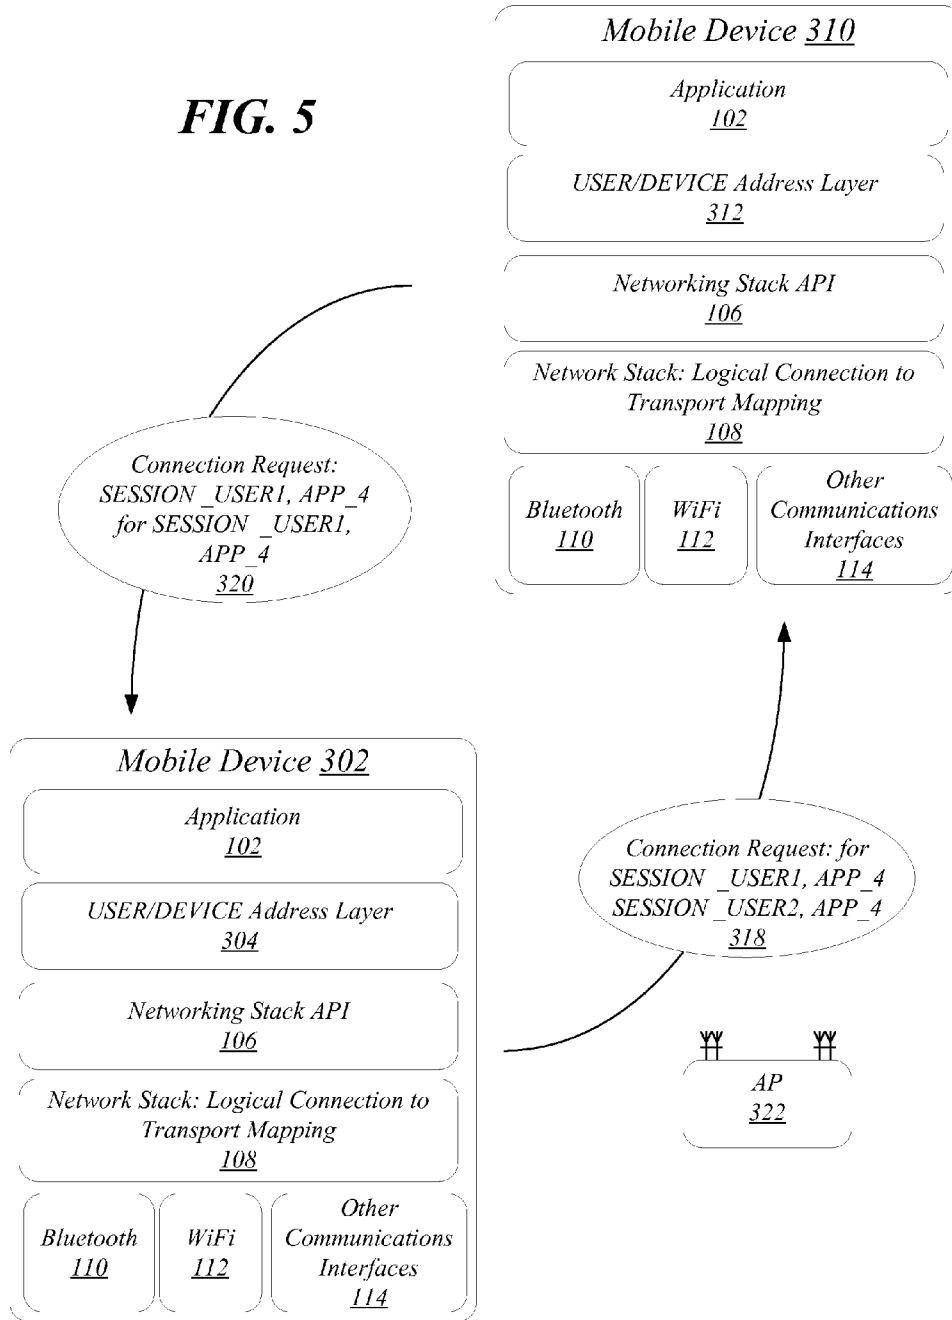 FIG. 5
Mobile Device 310
Application
102
USER/DEVICE Address Layer
312
Networking Stack API
106
Network Stack: Logical Connection to
Transport Mapping
108
Bluetooth
110
WiFi
112
Other
Communications
Interfaces
114
Connection Request:
SESSION _USER1, APP_4
for SESSION _USER1,
APP_4
320
Mobile Device 302
Application
102
USER/DEVICE Address Layer
304
Networking Stack API
106
Network Stack: Logical Connection to
Transport Mapping
108
Bluetooth
110
WiFi
112
Other
Communications
Interfaces
114
Connection Request: for
SESSION _USER1, APP_4
SESSION _USER2, APP_4
318
AP
322